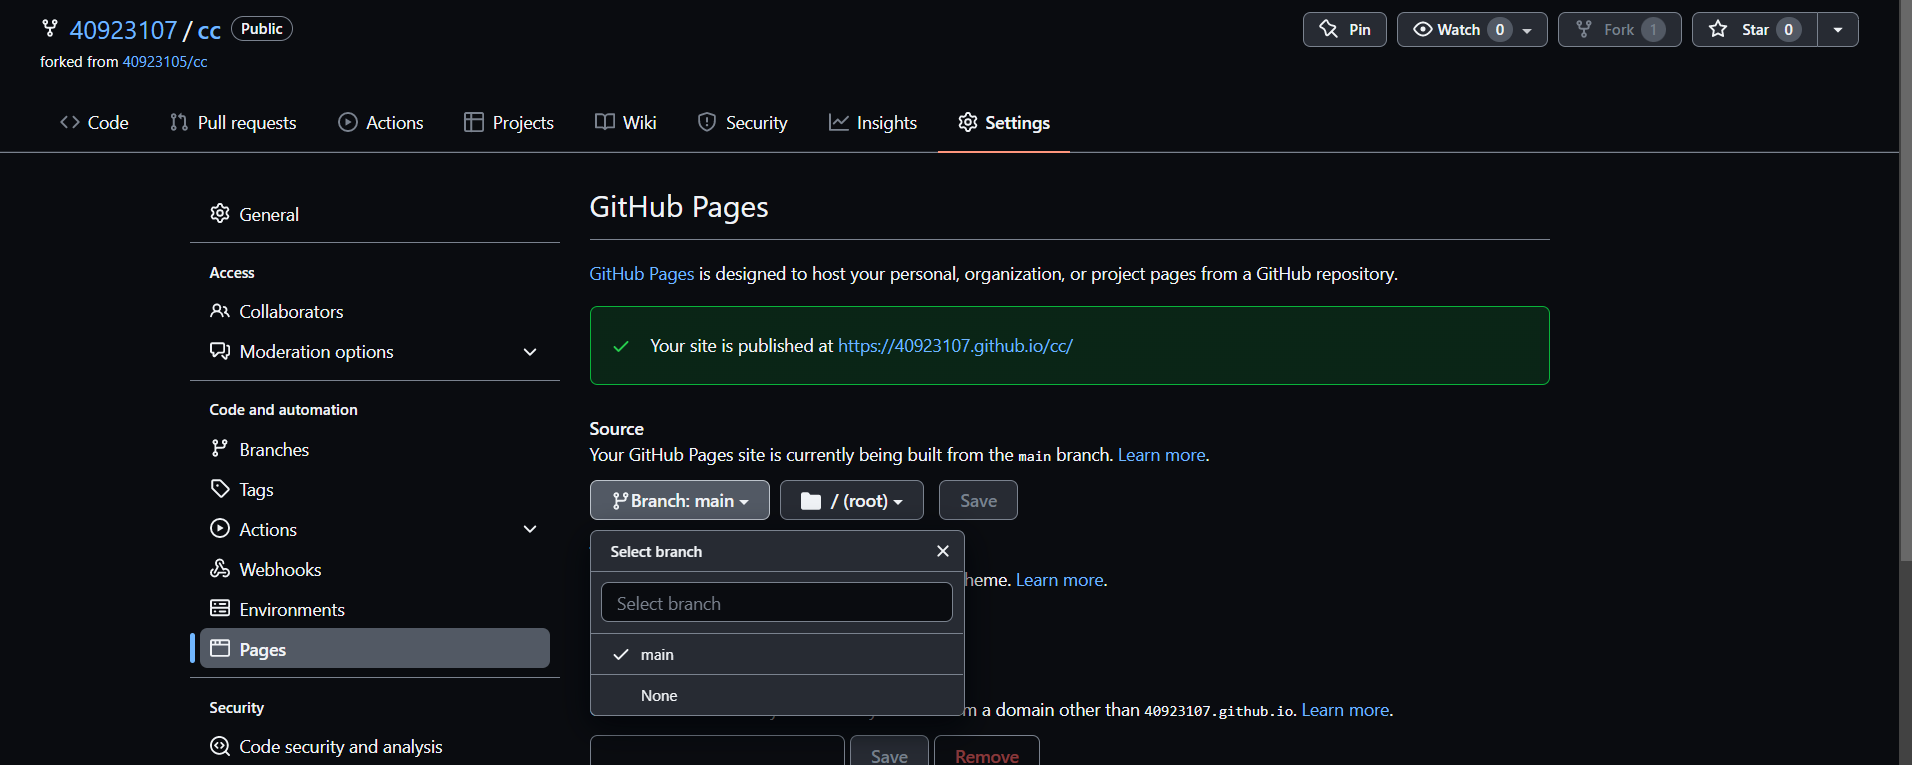 40923107 / cc Public
Pin Watch 0 Fork 1 Star 0
forked from 40923105/cc
Code Pull requests Actions Projects Wiki Security Insights Settings
General
Access
Collaborators
Moderation options
Code and automation
Branches
Tags
Actions
Webhooks
Environments
Pages
Security
Code security and analysis
GitHub Pages
GitHub Pages is designed to host your personal, organization, or project pages from a GitHub repository.
Your site is published at https://40923107.github.io/cc/
Source
Your GitHub Pages site is currently being built from the main branch. Learn more.
Branch: main / (root) Save
Select branch
Select branch
main
None
heme. Learn more.
m a domain other than 40923107.github.io. Learn more.
Save Remove